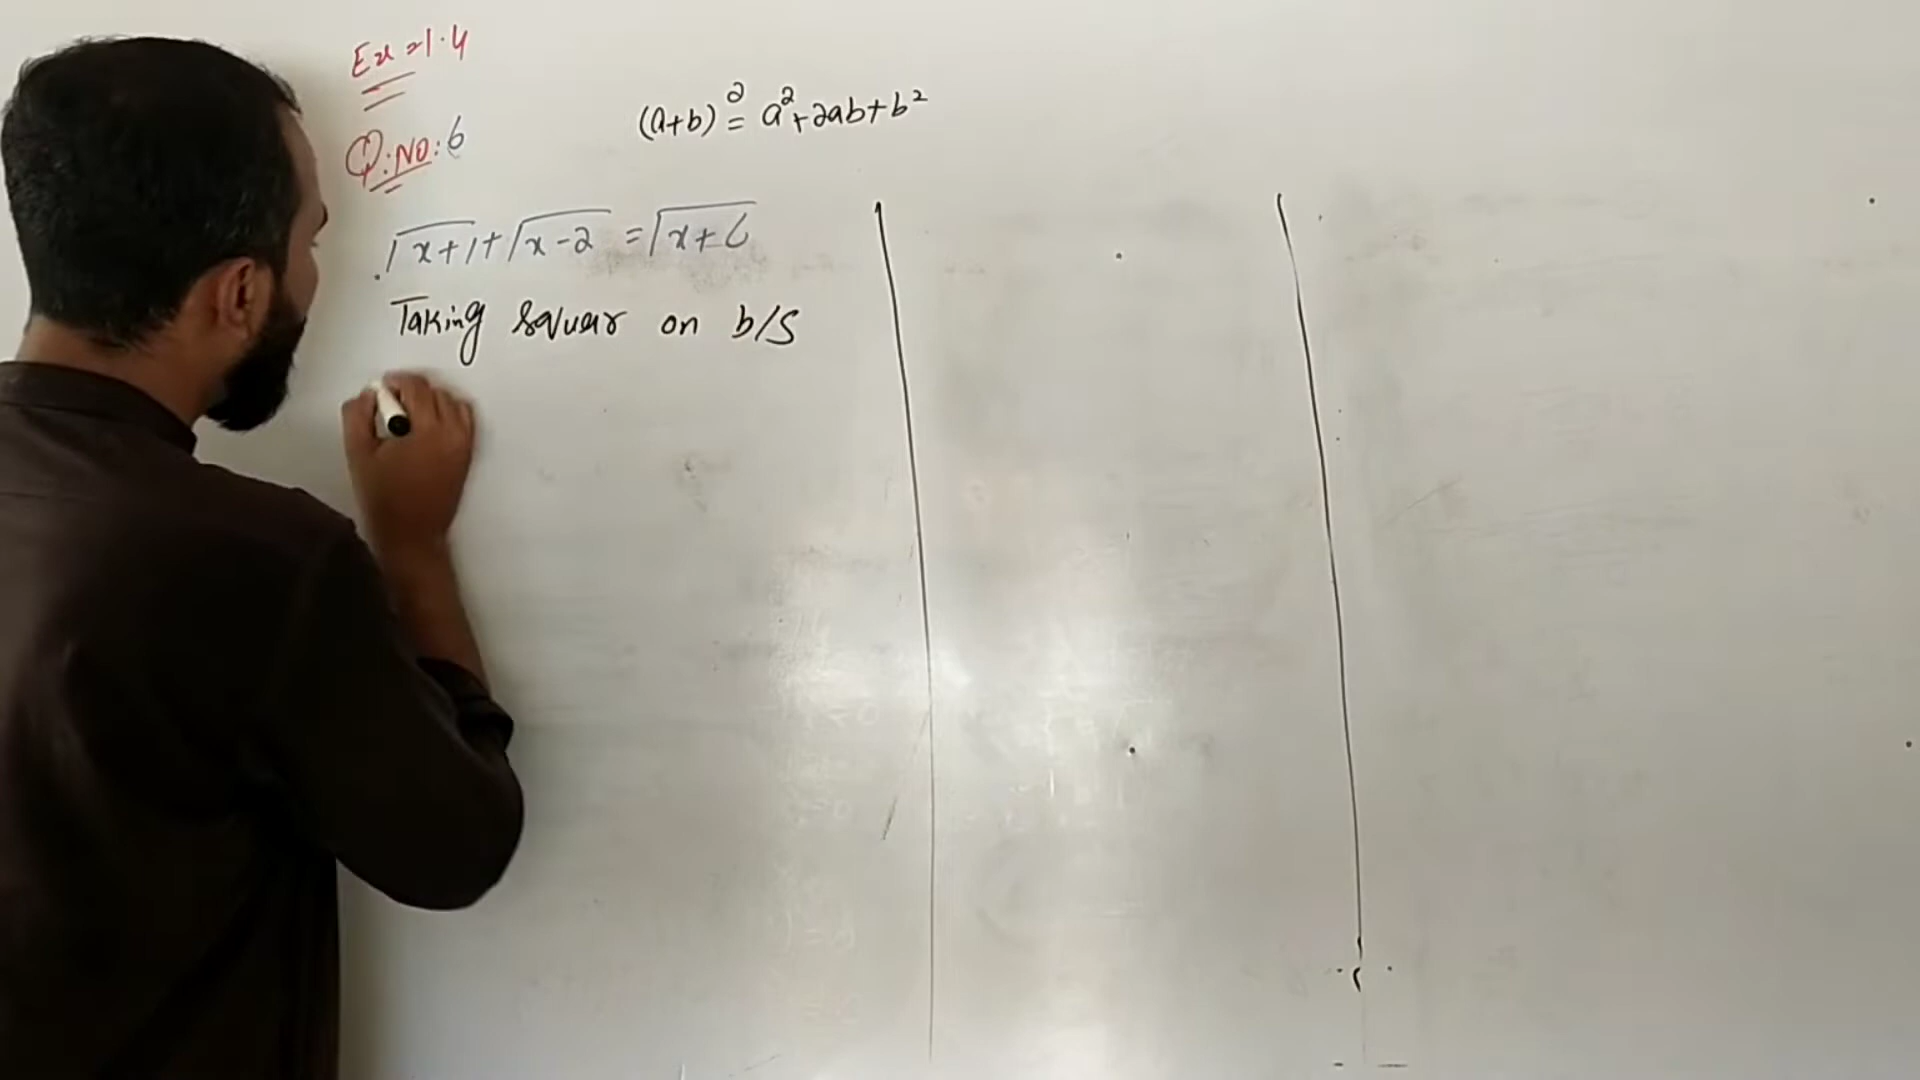 Ex = 1.4
Q:NO:6
(a+b)² = a²+2ab+b²
√x+1 + √x-2 = √x+6
Taking squar on b/S